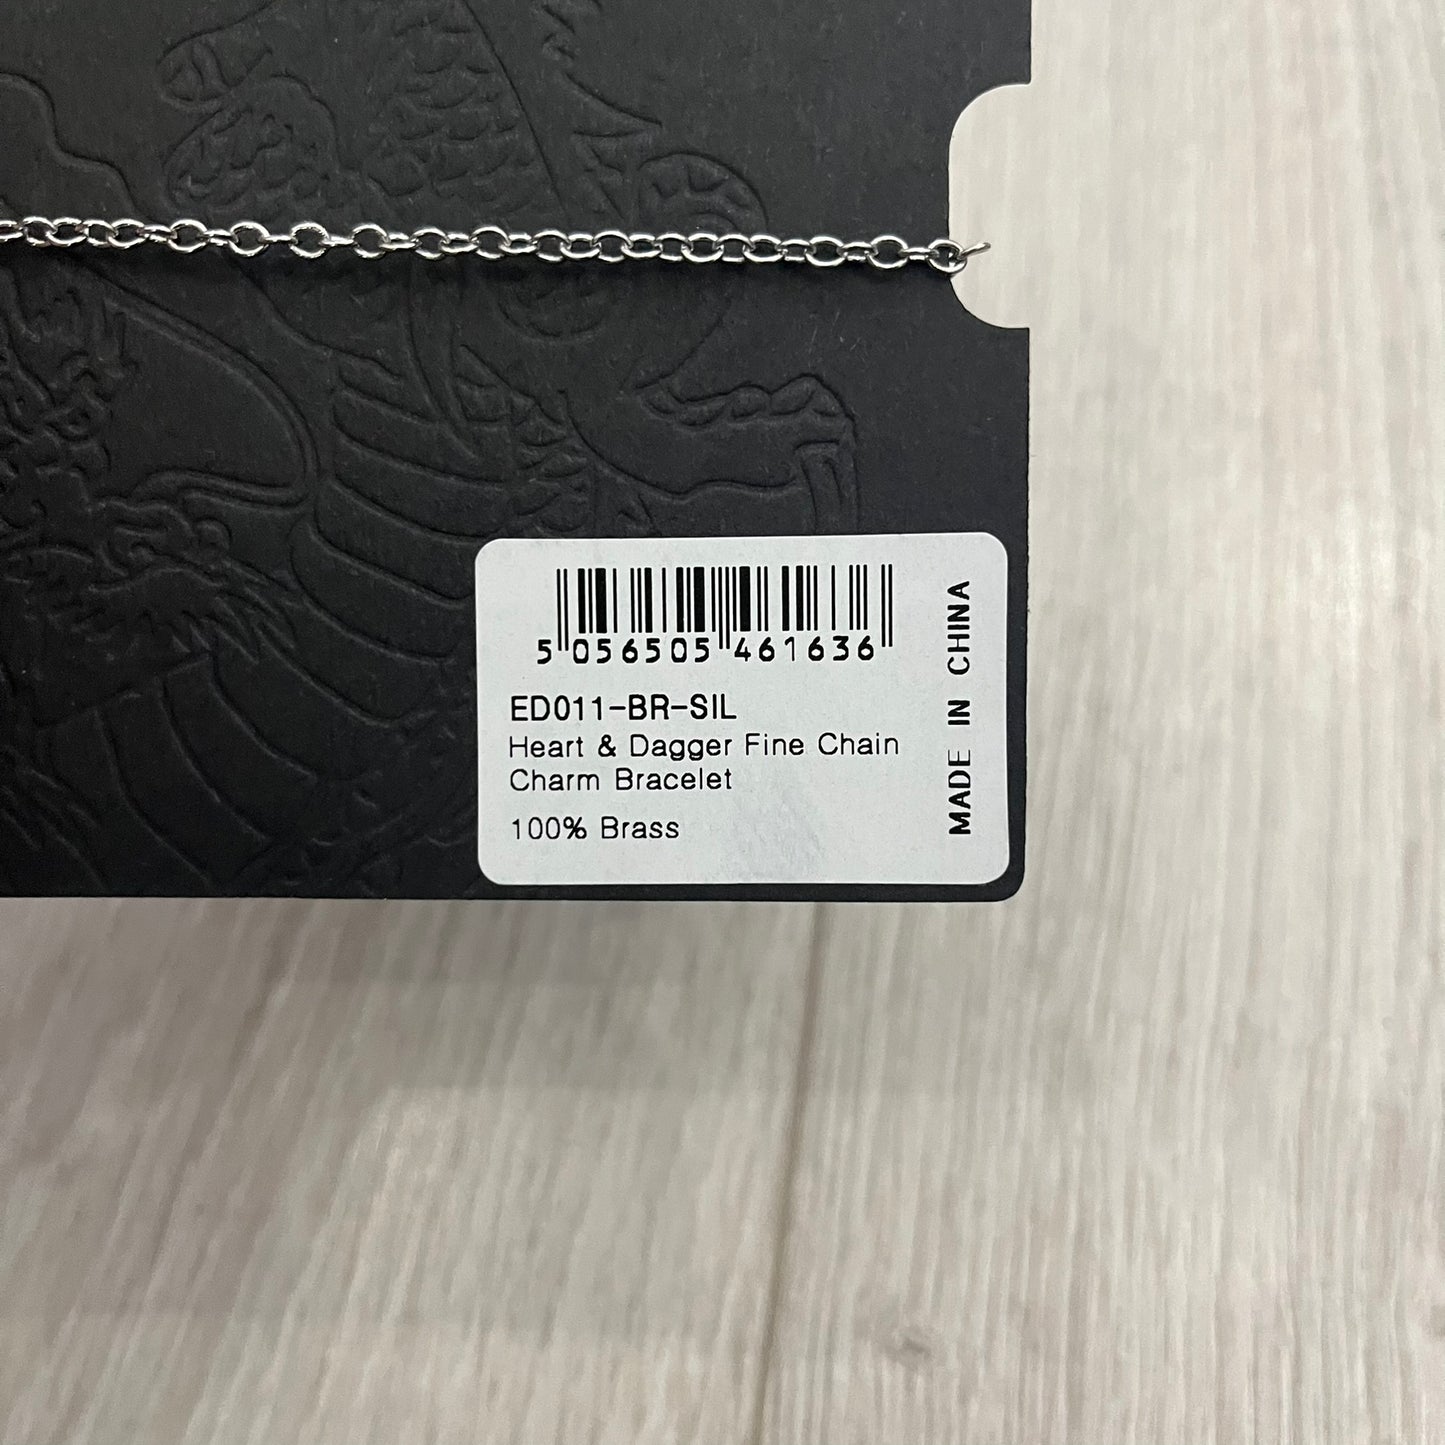 5 056505 461636
ED011-BR-SIL
Heart & Dagger Fine Chain
Charm Bracelet
100% Brass
MADE IN CHINA